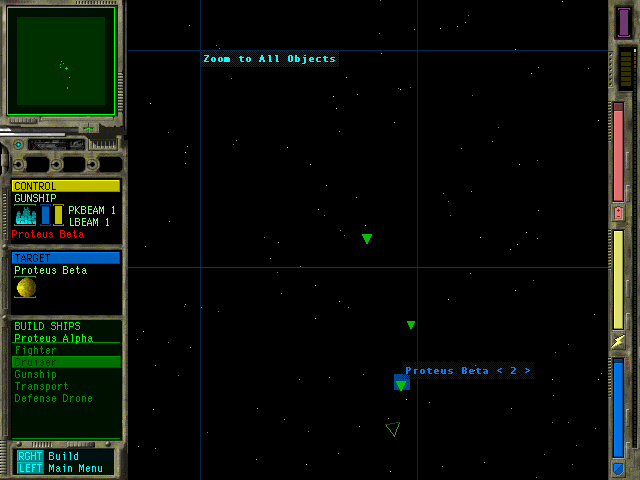 Zoom to All Objects
CONTROL
GUNSHIP
PKBEAM 1
LBEAM 1
Proteus Beta
TARGET
Proteus Beta
BUILD SHIPS
Proteus Alpha
Fighter
Cruiser
Gunship
Transport
Defense Drone
Proteus Beta < 2 >
RGHT Build
LEFT Main Menu